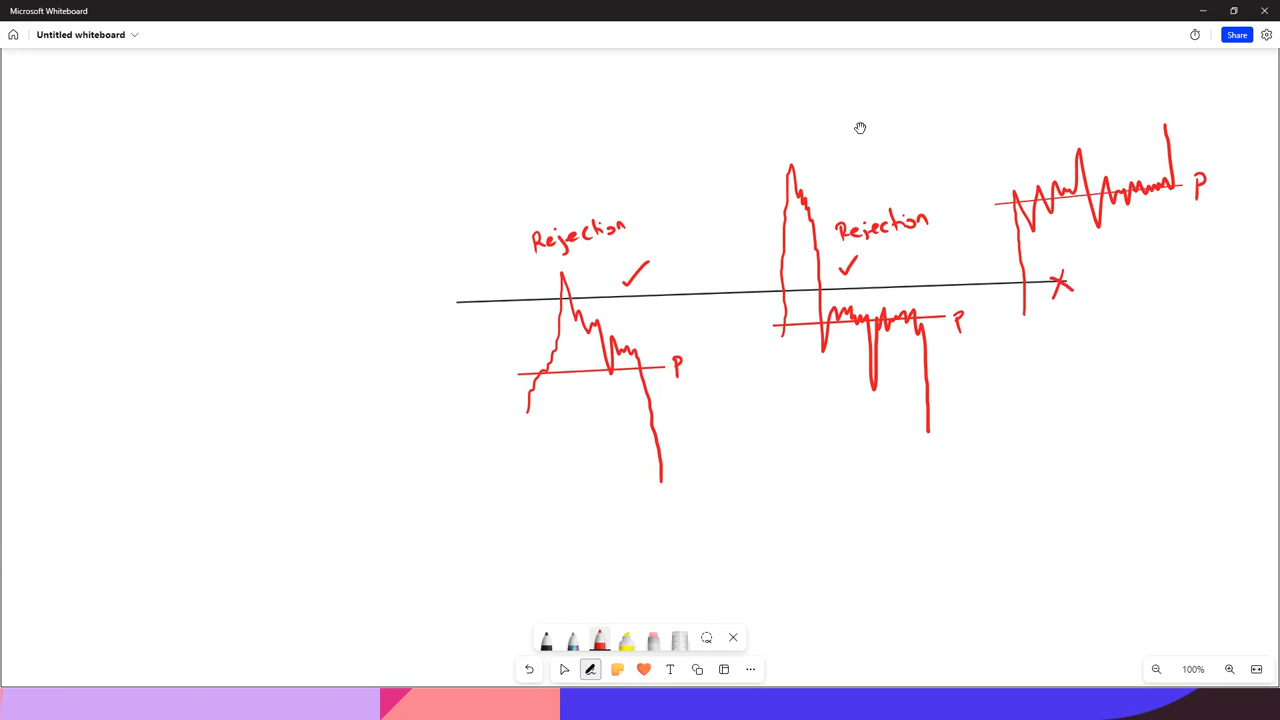 Microsoft Whiteboard
Untitled whiteboard
Share
P
Rejection
Rejection
P
P
100%